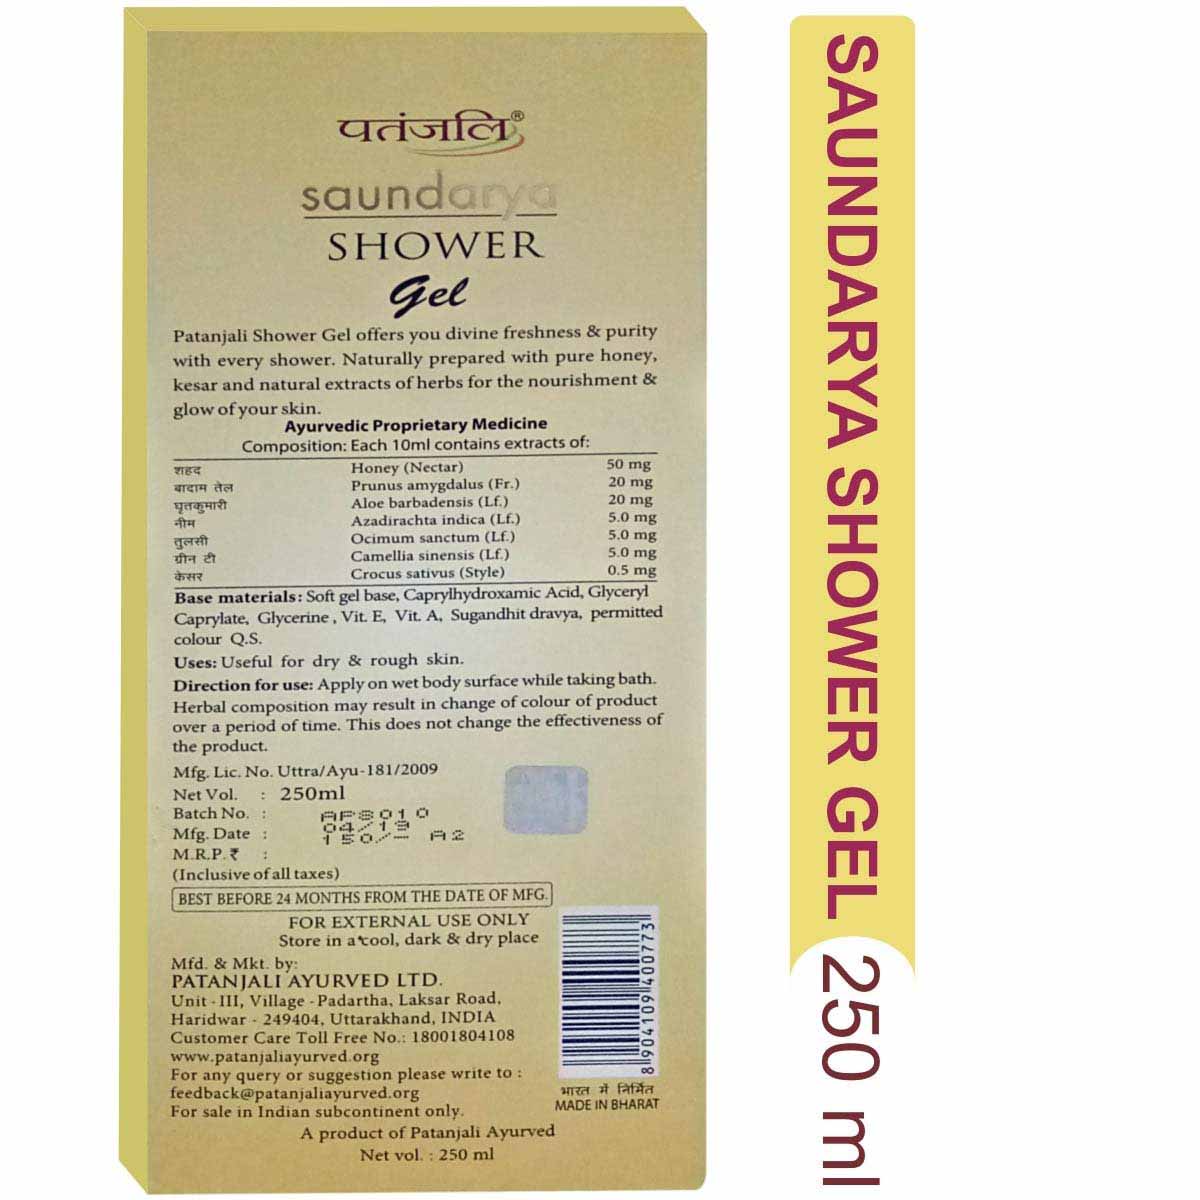 पतंजलि®
saundarya
SHOWER
Gel
Patanjali Shower Gel offers you divine freshness & purity
with every shower. Naturally prepared with pure honey,
kesar and natural extracts of herbs for the nourishment &
glow of your skin.
Ayurvedic Proprietary Medicine
Composition: Each 10ml contains extracts of:
शहद Honey (Nectar) 50 mg
बादाम तेल Prunus amygdalus (Fr.) 20 mg
घृतकुमारी Aloe barbadensis (Lf.) 20 mg
नीम Azadirachta indica (Lf.) 5.0 mg
तुलसी Ocimum sanctum (Lf.) 5.0 mg
ग्रीन टी Camellia sinensis (Lf.) 5.0 mg
केसर Crocus sativus (Style) 0.5 mg
Base materials: Soft gel base, Caprylhydroxamic Acid, Glyceryl
Caprylate, Glycerine , Vit. E, Vit. A, Sugandhit dravya, permitted
colour Q.S.
Uses: Useful for dry & rough skin.
Direction for use: Apply on wet body surface while taking bath.
Herbal composition may result in change of colour of product
over a period of time. This does not change the effectiveness of
the product.
Mfg. Lic. No. Uttra/Ayu-181/2009
Net Vol. : 250ml
Batch No. : APS010
Mfg. Date : 04/19
M.R.P.₹ : 150/- A2
(Inclusive of all taxes)
BEST BEFORE 24 MONTHS FROM THE DATE OF MFG.
FOR EXTERNAL USE ONLY
Store in a cool, dark & dry place
Mfd. & Mkt. by:
PATANJALI AYURVED LTD.
Unit - III, Village - Padartha, Laksar Road,
Haridwar - 249404, Uttarakhand, INDIA
Customer Care Toll Free No.: 18001804108
www.patanjaliayurved.org
For any query or suggestion please write to :
feedback@patanjaliayurved.org
For sale in Indian subcontinent only.
A product of Patanjali Ayurved
Net vol. : 250 ml
8904109400773
भारत में निर्मित
MADE IN BHARAT
SAUNDARYA SHOWER GEL 250 ml